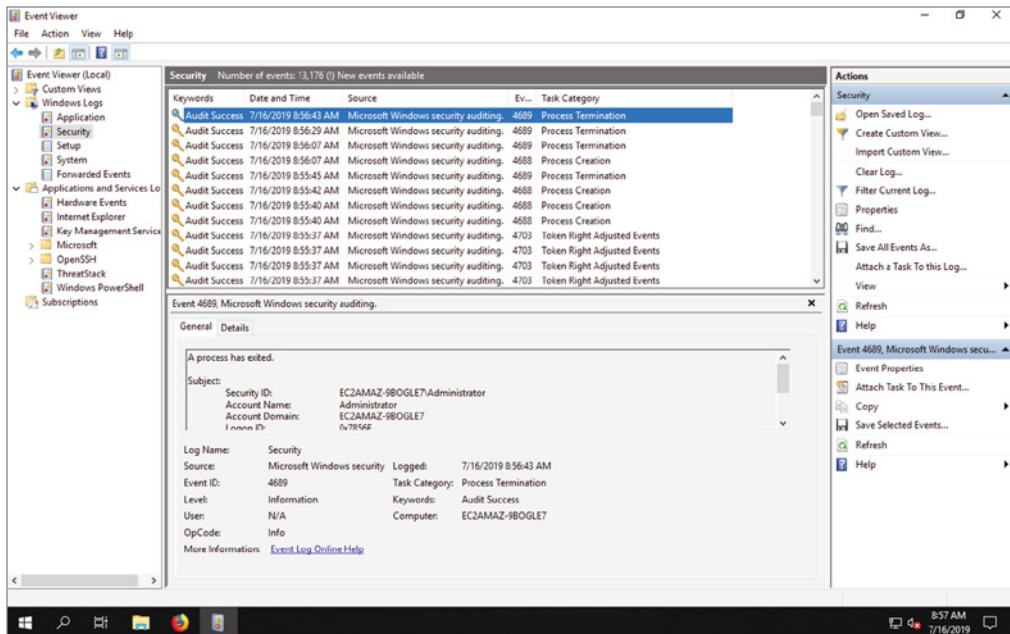 Event Viewer
File Action View Help
Event Viewer (Local)
Custom Views
Windows Logs
Application
Security
Setup
System
Forwarded Events
Applications and Services Lo
Hardware Events
Internet Explorer
Key Management Service
Microsoft
OpenSSH
ThreatStack
Windows PowerShell
Subscriptions
Security Number of events: 13,176 (!) New events available
Keywords Date and Time Source Ev... Task Category
Audit Success 7/16/2019 8:56:43 AM Microsoft Windows security auditing. 4689 Process Termination
Audit Success 7/16/2019 8:56:29 AM Microsoft Windows security auditing. 4689 Process Termination
Audit Success 7/16/2019 8:56:07 AM Microsoft Windows security auditing. 4689 Process Termination
Audit Success 7/16/2019 8:56:07 AM Microsoft Windows security auditing. 4688 Process Creation
Audit Success 7/16/2019 8:55:45 AM Microsoft Windows security auditing. 4689 Process Termination
Audit Success 7/16/2019 8:55:42 AM Microsoft Windows security auditing. 4688 Process Creation
Audit Success 7/16/2019 8:55:40 AM Microsoft Windows security auditing. 4688 Process Creation
Audit Success 7/16/2019 8:55:40 AM Microsoft Windows security auditing. 4688 Process Creation
Audit Success 7/16/2019 8:55:37 AM Microsoft Windows security auditing. 4703 Token Right Adjusted Events
Audit Success 7/16/2019 8:55:37 AM Microsoft Windows security auditing. 4703 Token Right Adjusted Events
Audit Success 7/16/2019 8:55:37 AM Microsoft Windows security auditing. 4703 Token Right Adjusted Events
Audit Success 7/16/2019 8:55:37 AM Microsoft Windows security auditing. 4703 Token Right Adjusted Events
Event 4689, Microsoft Windows security auditing.
General Details
A process has exited.
Subject:
Security ID: EC2AMAZ-9BOGLE7\Administrator
Account Name: Administrator
Account Domain: EC2AMAZ-9BOGLE7
Logon ID: 0x7856F
Log Name: Security
Source: Microsoft Windows security Logged: 7/16/2019 8:56:43 AM
Event ID: 4689 Task Category: Process Termination
Level: Information Keywords: Audit Success
User: N/A Computer: EC2AMAZ-9BOGLE7
OpCode: Info
More Information: Event Log Online Help
Actions
Security
Open Saved Log...
Create Custom View...
Import Custom View...
Clear Log...
Filter Current Log...
Properties
Find...
Save All Events As...
Attach a Task To this Log...
View
Refresh
Help
Event 4689, Microsoft Windows secu...
Event Properties
Attach Task To This Event...
Copy
Save Selected Events...
Refresh
Help
8:57 AM
7/16/2019